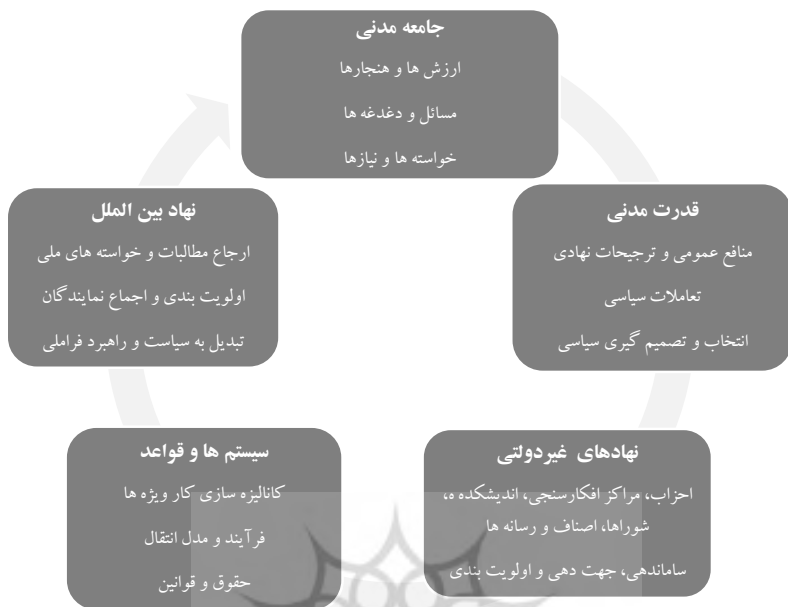 جامعه مدنی
ارزش ها و هنجارها
مسائل و دغدغه ها
خواسته ها و نیازها
قدرت مدنی
منافع عمومی و ترجیحات نهادی
تعاملات سیاسی
انتخاب و تصمیم گیری سیاسی
نهادهای غیردولتی
احزاب، مراکز افکارسنجی، اندیشکده ه،
شوراها، اصناف و رسانه ها
ساماندهی، جهت دهی و اولویت بندی
سیستم ها و قواعد
کانالیزه سازی کار ویژه ها
فرآیند و مدل انتقال
حقوق و قوانین
نهاد بین الملل
ارجاع مطالبات و خواسته های ملی
اولویت بندی و اجماع نمایندگان
تبدیل به سیاست و راهبرد فراملی